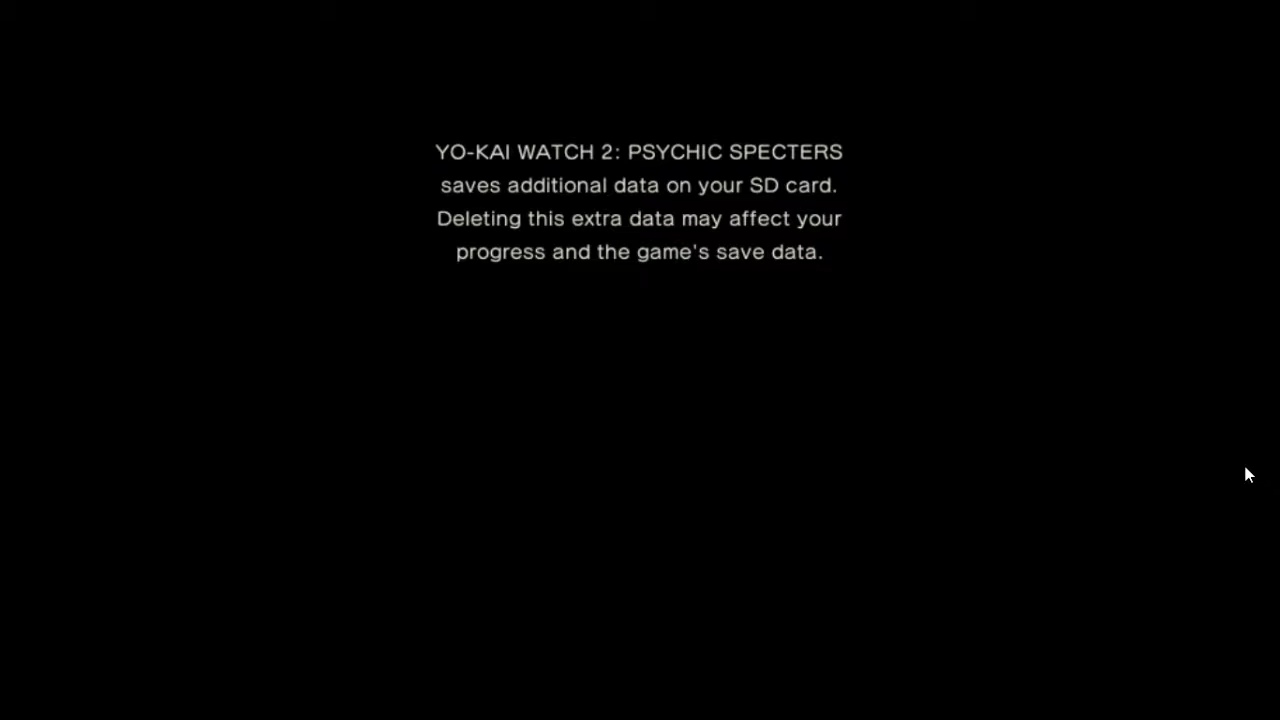 YO-KAI WATCH 2: PSYCHIC SPECTERS
saves additional data on your SD card.
Deleting this extra data may affect your
progress and the game's save data.